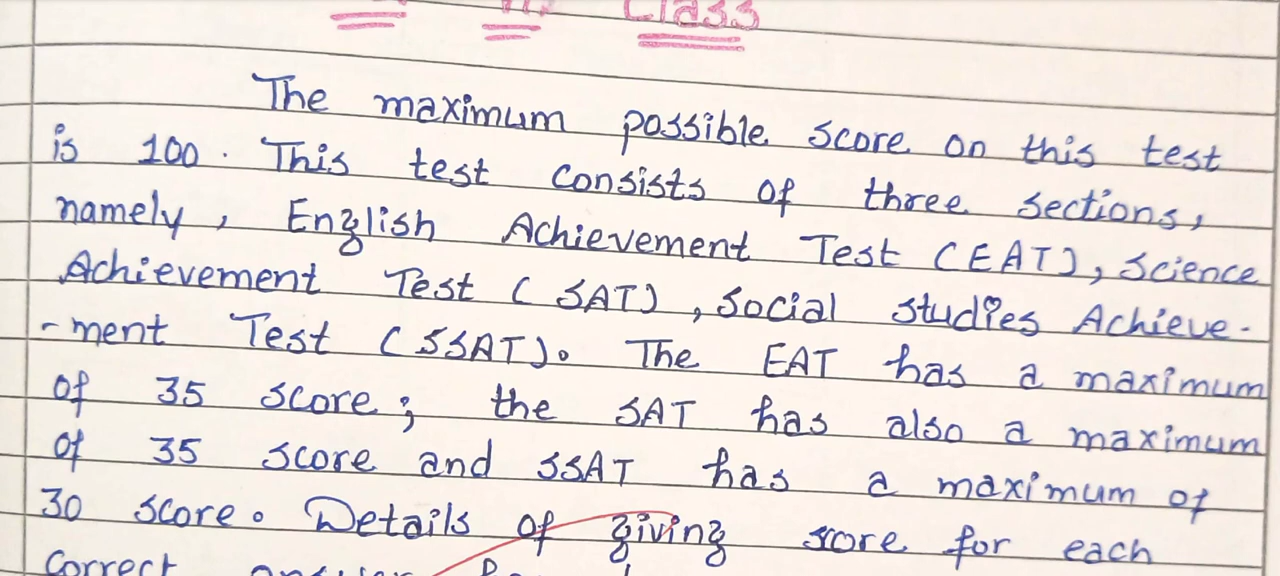 Class
The maximum possible score on this test
is 100. This test consists of three sections,
namely, English Achievement Test (EAT), Science
Achievement Test (SAT), Social studies Achieve-
-ment Test (SSAT). The EAT has a maximum
of 35 score; the SAT has also a maximum
of 35 score and SSAT has a maximum of
30 score. Details of giving score for each
Correct answer